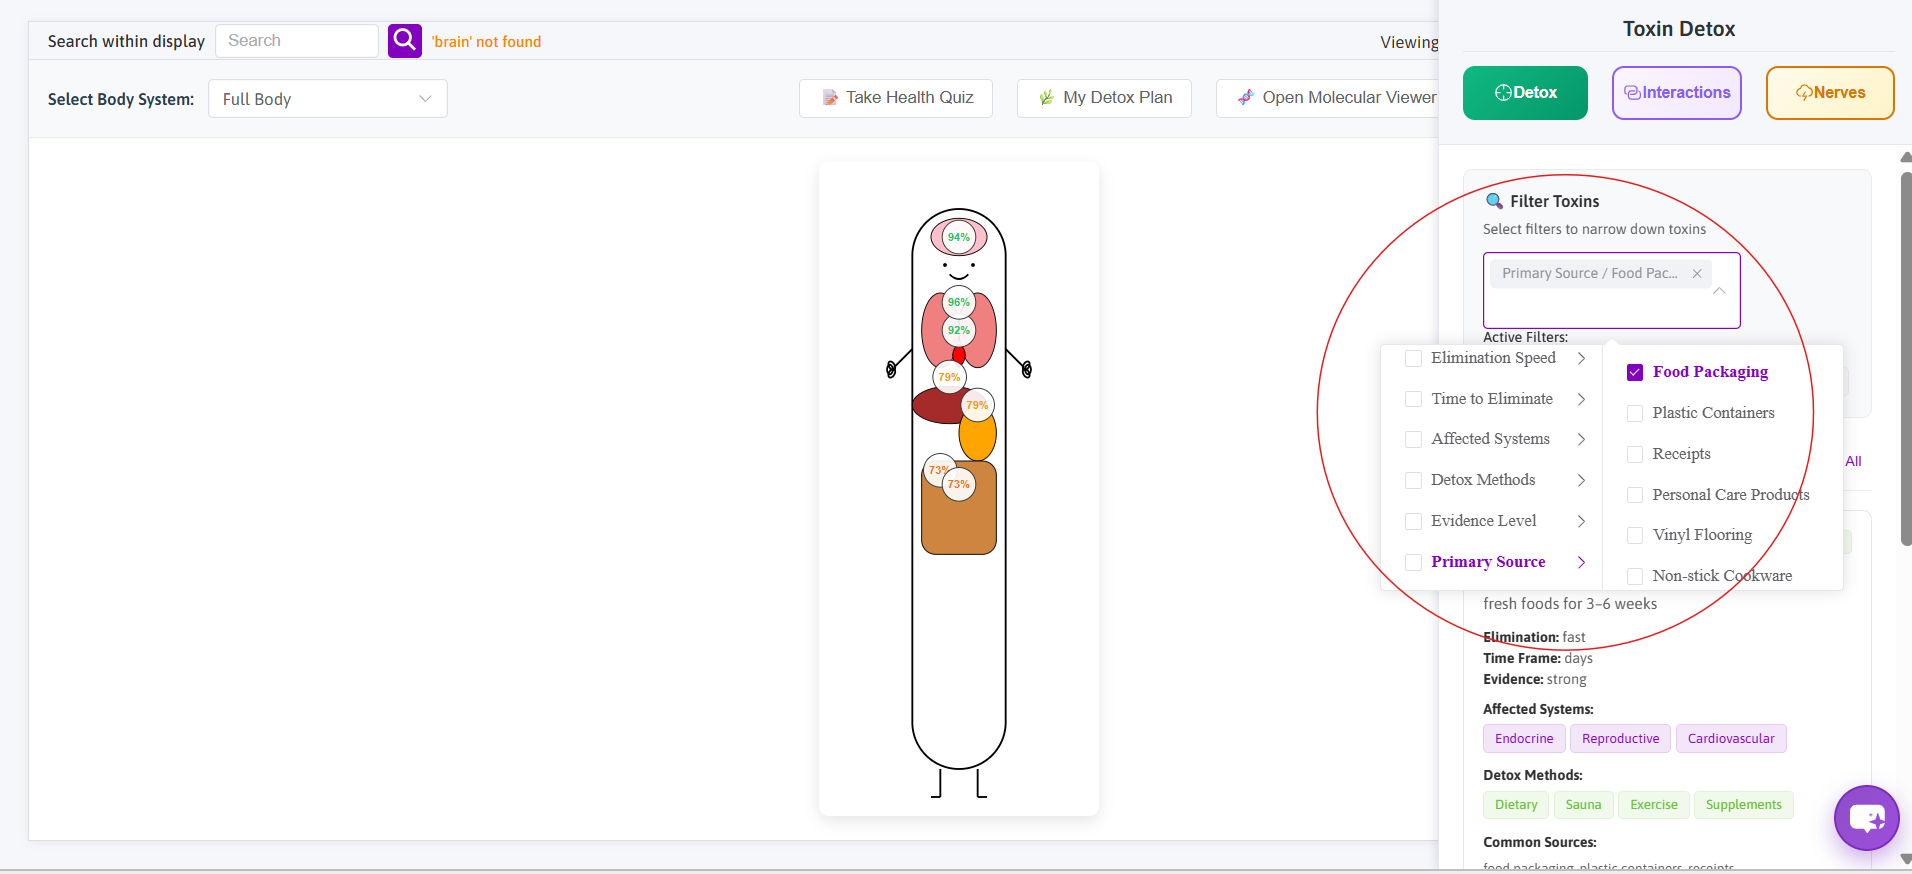 Search within display
Search
'brain' not found
Viewing
Select Body System:
Full Body
Take Health Quiz
My Detox Plan
Open Molecular Viewer
94%
96%
92%
79%
79%
73%
73%
Toxin Detox
Detox
Interactions
Nerves
Filter Toxins
Select filters to narrow down toxins
Primary Source / Food Pac...
Active Filters:
Elimination Speed
Time to Eliminate
Affected Systems
Detox Methods
Evidence Level
Primary Source
Food Packaging
Plastic Containers
Receipts
Personal Care Products
Vinyl Flooring
Non-stick Cookware
All
fresh foods for 3–6 weeks
Elimination: fast
Time Frame: days
Evidence: strong
Affected Systems:
Endocrine Reproductive Cardiovascular
Detox Methods:
Dietary Sauna Exercise Supplements
Common Sources:
food packaging, plastic containers, receipts